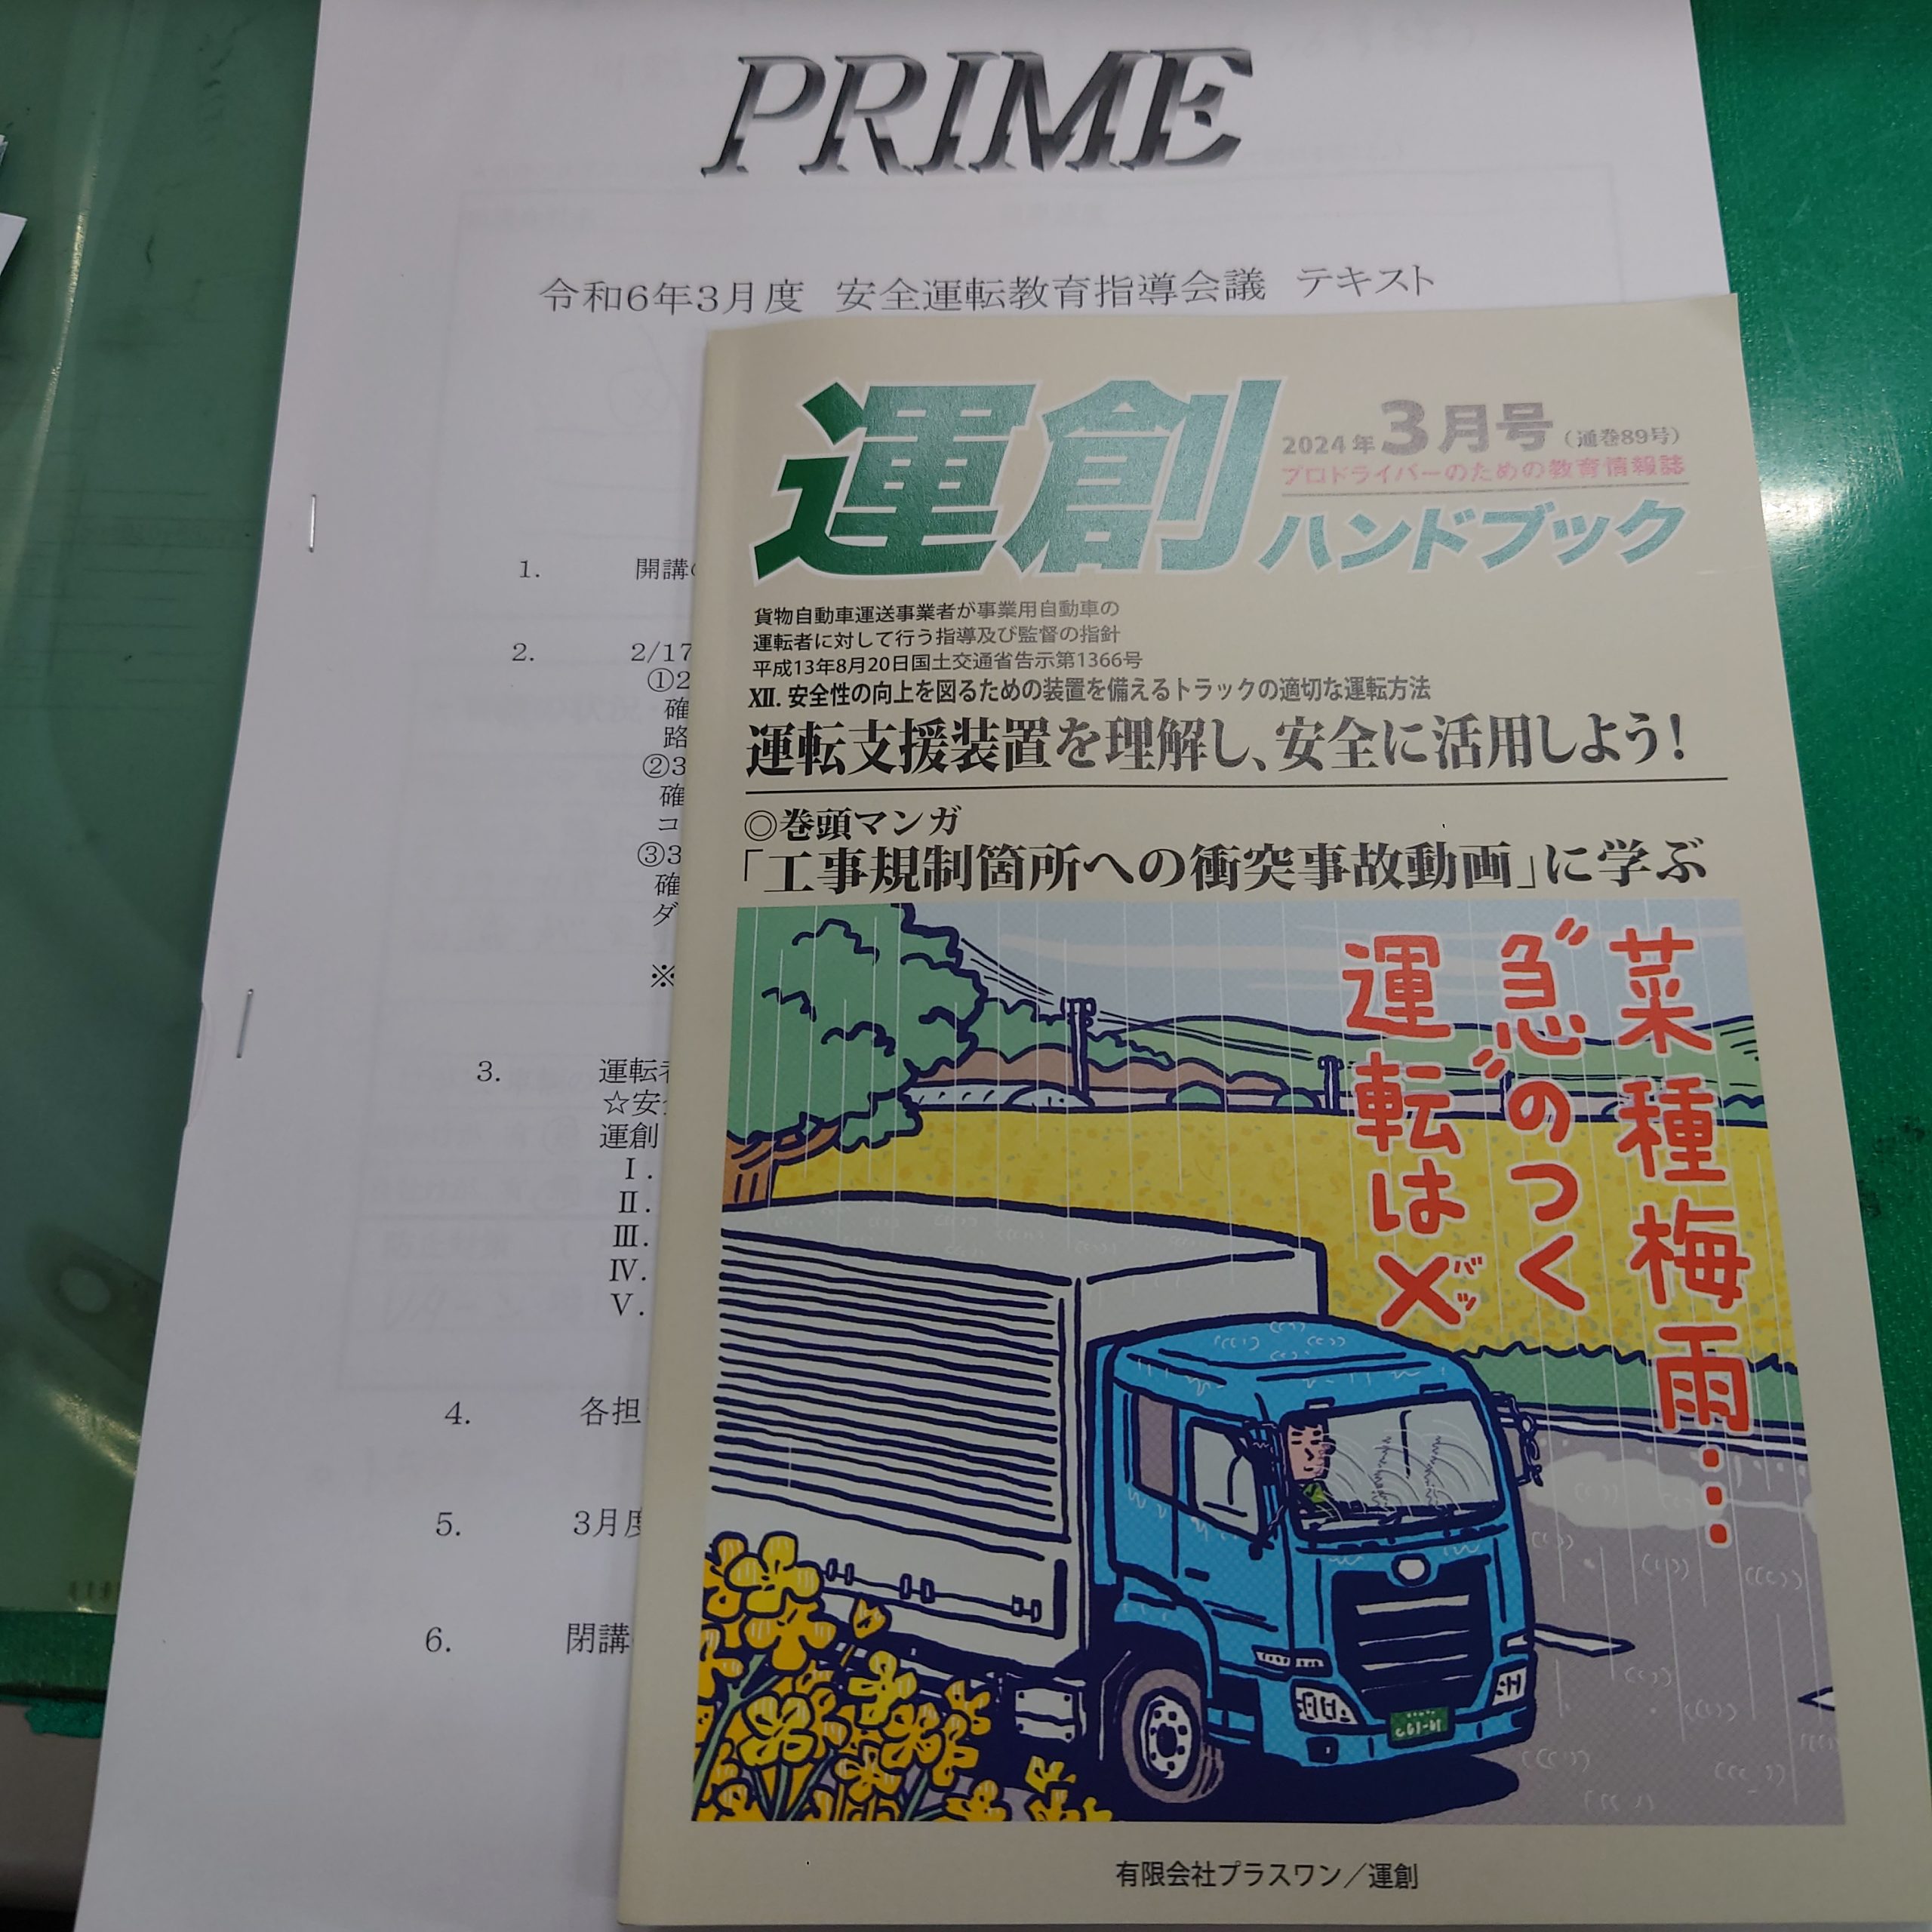 PRIME
令和6年3月度 安全運転教育指導会議 テキスト
1. 開講
2. 2/17
①2
確
路
②3
確
コ
③3
確
ダ
※
3. 運転者
☆安
運創
Ⅰ.
Ⅱ.
Ⅲ.
Ⅳ.
Ⅴ.
4. 各担
5. 3月度
6. 閉講
運創
2024年3月号(通巻89号)
プロドライバーのための教育情報誌
ハンドブック
貨物自動車運送事業者が事業用自動車の
運転者に対して行う指導及び監督の指針
平成13年8月20日国土交通省告示第1366号
Ⅻ. 安全性の向上を図るための装置を備えるトラックの適切な運転方法
運転支援装置を理解し、安全に活用しよう!
◎巻頭マンガ
「工事規制箇所への衝突事故動画」に学ぶ
菜種梅雨…
〝急〟のつく
運転は✕バツ
有限会社プラスワン/運創